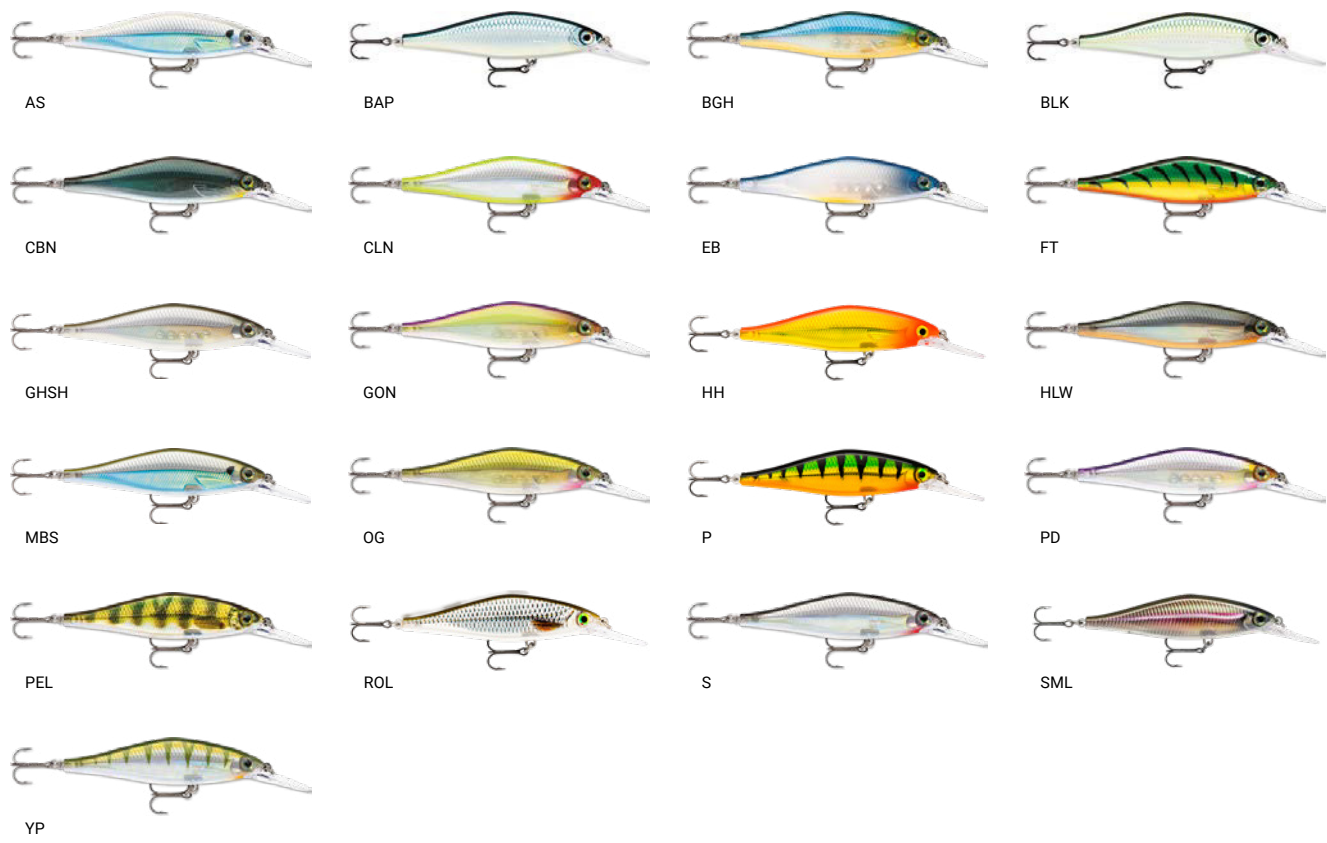 AS
BAP
BGH
BLK
CBN
CLN
EB
FT
GHSH
GON
HH
HLW
MBS
OG
P
PD
PEL
ROL
S
SML
YP